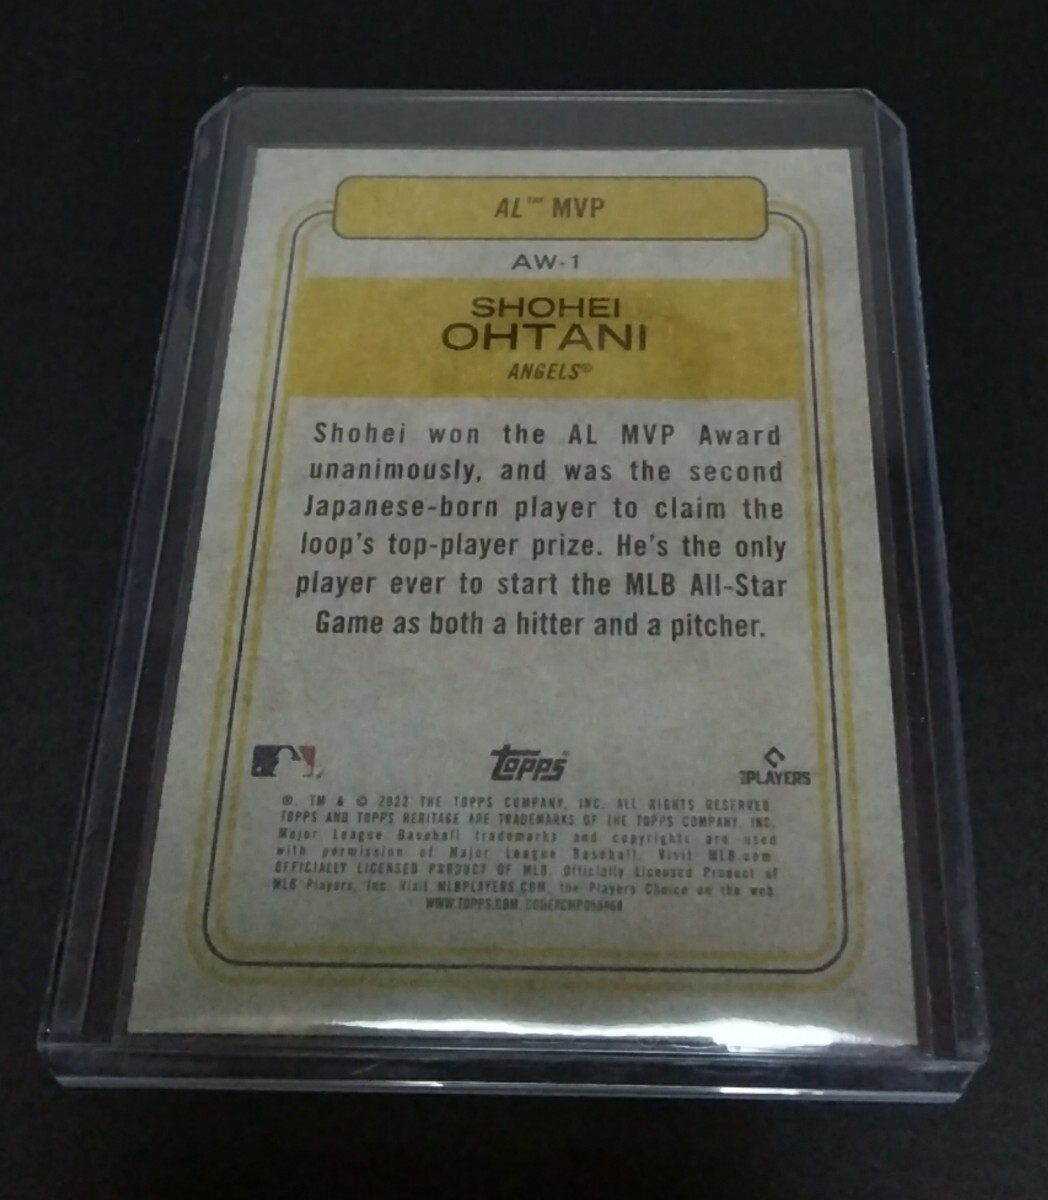 AL™ MVP
AW-1
SHOHEI
OHTANI
ANGELS®
Shohei won the AL MVP Award
unanimously, and was the second
Japanese-born player to claim the
loop's top-player prize. He's the only
player ever to start the MLB All-Star
Game as both a hitter and a pitcher.
Topps®
PLAYERS
®, TM & © 2022 THE TOPPS COMPANY, INC. ALL RIGHTS RESERVED.
TOPPS AND TOPPS HERITAGE ARE TRADEMARKS OF THE TOPPS COMPANY, INC.
Major League Baseball trademarks and copyrights are used
with permission of Major League Baseball. Visit MLB.com.
OFFICIALLY LICENSED PRODUCT OF MLB. Officially Licensed Product of
MLB Players, Inc. Visit MLBPLAYERS.COM, the Players Choice on the web.
WWW.TOPPS.COM